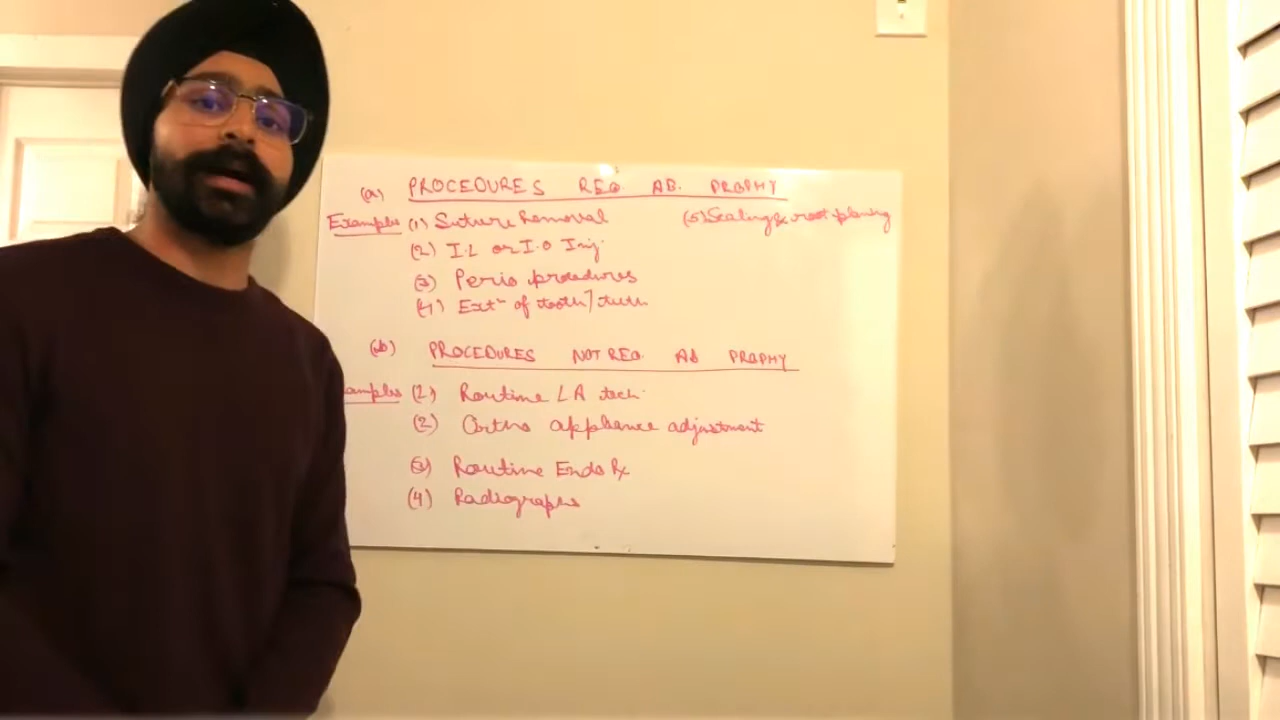 (a) PROCEDURES REQ. AB. PROPHY
Examples (1) Suture Removal (5) Scaling & root planing
(2) I.L or I.O Inj.
(3) Perio procedures
(4) Extn of tooth/teeth
(b) PROCEDURES NOT REQ. AB PROPHY
amples (1) Routine LA tech.
(2) Ortho appliance adjustment
(3) Routine Endo Rx
(4) Radiographs